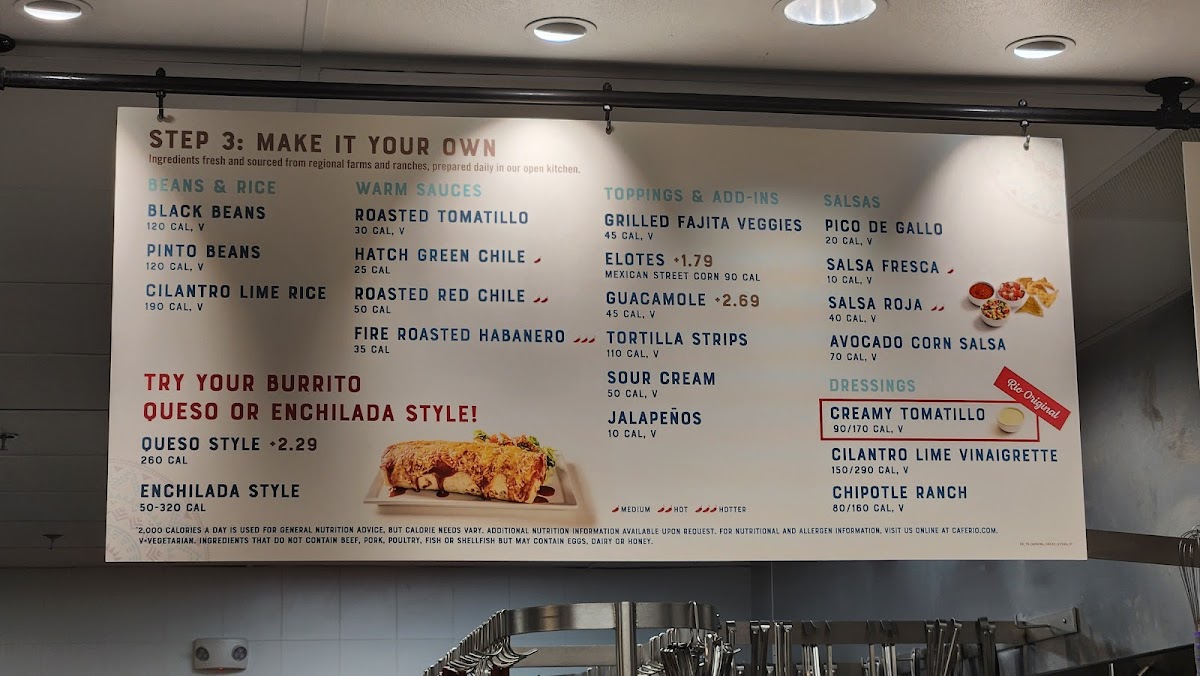 STEP 3: MAKE IT YOUR OWN
Ingredients fresh and sourced from regional farms and ranches, prepared daily in our open kitchen.
BEANS & RICE
BLACK BEANS
120 CAL, V
PINTO BEANS
120 CAL, V
CILANTRO LIME RICE
190 CAL, V
WARM SAUCES
ROASTED TOMATILLO
30 CAL, V
HATCH GREEN CHILE
25 CAL
ROASTED RED CHILE
50 CAL
FIRE ROASTED HABANERO
35 CAL
TRY YOUR BURRITO
QUESO OR ENCHILADA STYLE!
QUESO STYLE +2.29
260 CAL
ENCHILADA STYLE
50-320 CAL
TOPPINGS & ADD-INS
GRILLED FAJITA VEGGIES
45 CAL, V
ELOTES +1.79
MEXICAN STREET CORN 90 CAL
GUACAMOLE +2.69
45 CAL, V
TORTILLA STRIPS
110 CAL, V
SOUR CREAM
50 CAL, V
JALAPEÑOS
10 CAL, V
MEDIUM HOT HOTTER
SALSAS
PICO DE GALLO
20 CAL, V
SALSA FRESCA
10 CAL, V
SALSA ROJA
40 CAL, V
AVOCADO CORN SALSA
70 CAL, V
DRESSINGS
Rio Original
CREAMY TOMATILLO
90/170 CAL, V
CILANTRO LIME VINAIGRETTE
150/290 CAL, V
CHIPOTLE RANCH
80/160 CAL, V
2,000 CALORIES A DAY IS USED FOR GENERAL NUTRITION ADVICE, BUT CALORIE NEEDS VARY. ADDITIONAL NUTRITION INFORMATION AVAILABLE UPON REQUEST. FOR NUTRITIONAL AND ALLERGEN INFORMATION, VISIT US ONLINE AT CAFERIO.COM.
V=VEGETARIAN. INGREDIENTS THAT DO NOT CONTAIN BEEF, PORK, POULTRY, FISH OR SHELLFISH BUT MAY CONTAIN EGGS, DAIRY OR HONEY.